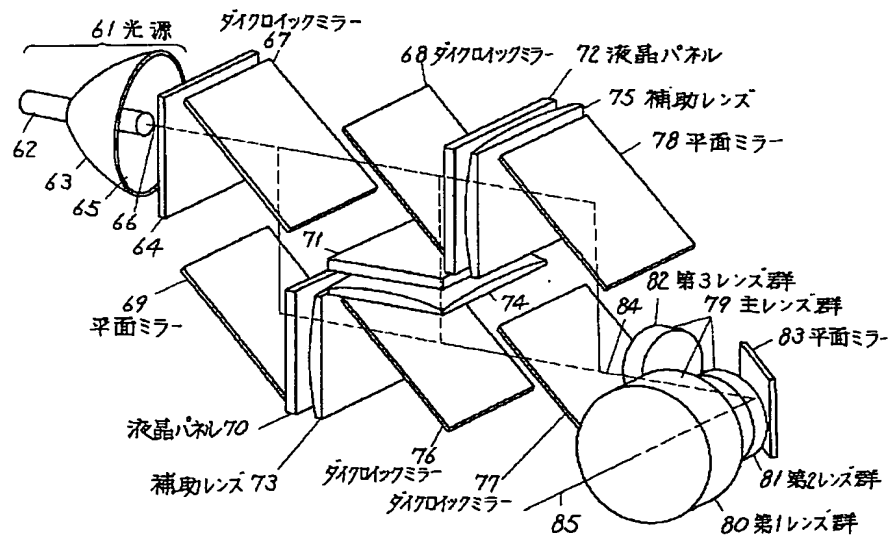 61 光源
ダイクロイックミラー
67
68 ダイクロイックミラー
72 液晶パネル
75 補助レンズ
78 平面ミラー
62
63
65
66
64
71
69
平面ミラー
74
82 第3レンズ群
84
79 主レンズ群
83 平面ミラー
液晶パネル 70
補助レンズ 73
76
ダイクロイックミラー
77
ダイクロイックミラー
85
81 第2レンズ群
80 第1レンズ群